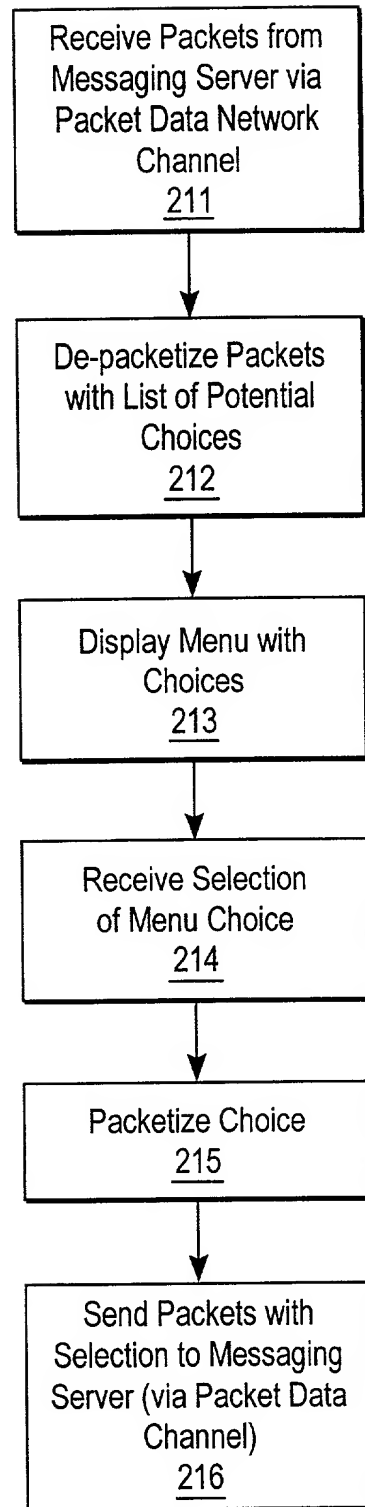 Receive Packets from
Messaging Server via
Packet Data Network
Channel
211
De-packetize Packets
with List of Potential
Choices
212
Display Menu with
Choices
213
Receive Selection
of Menu Choice
214
Packetize Choice
215
Send Packets with
Selection to Messaging
Server (via Packet Data
Channel)
216